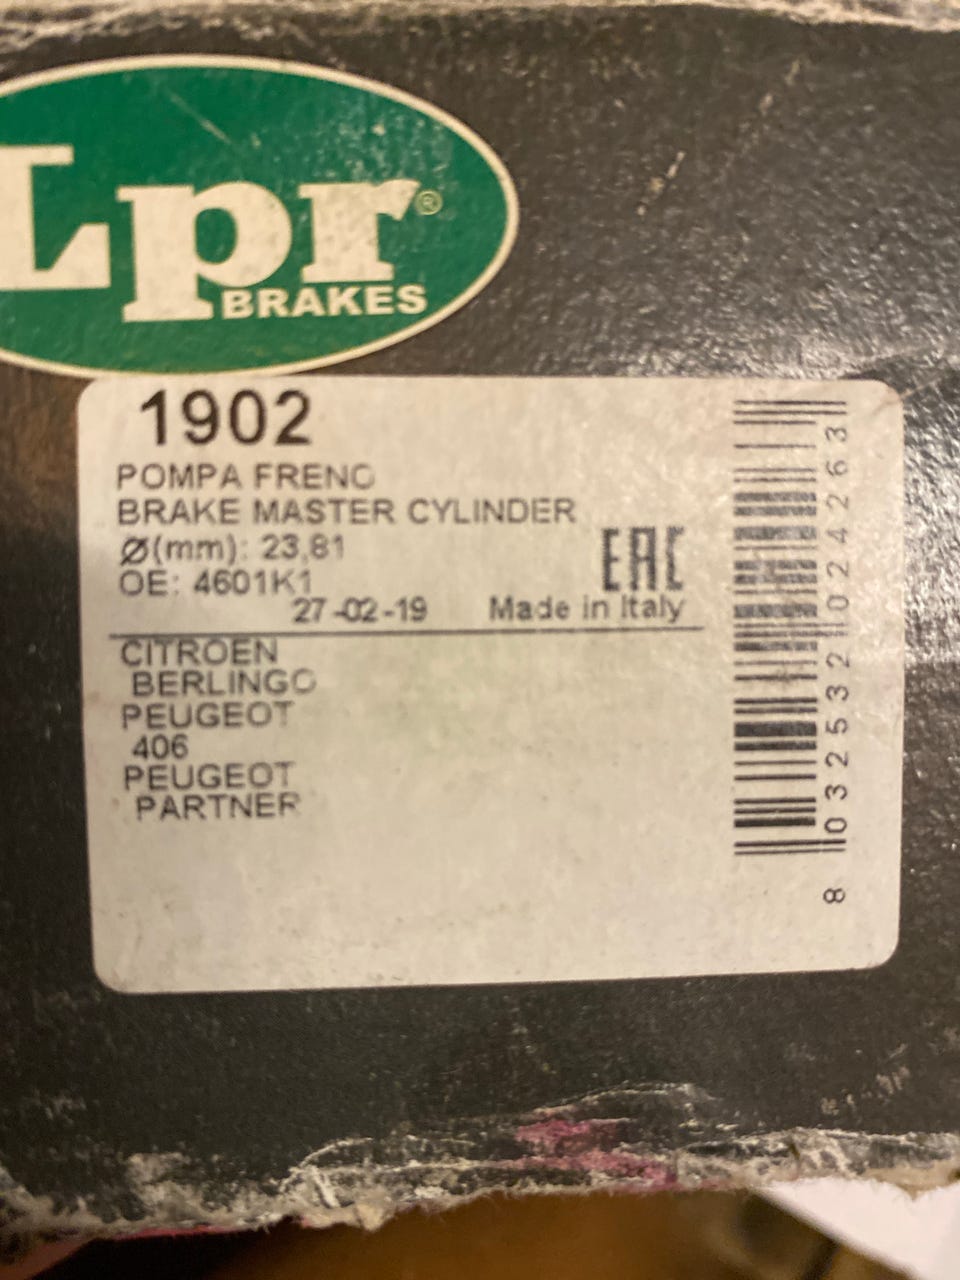 Lpr®
BRAKES
1902
POMPA FRENO
BRAKE MASTER CYLINDER
Ø(mm): 23,81
OE: 4601K1
EAC
27-02-19 Made in Italy
CITROEN
BERLINGO
PEUGEOT
406
PEUGEOT
PARTNER
8 032532 024263